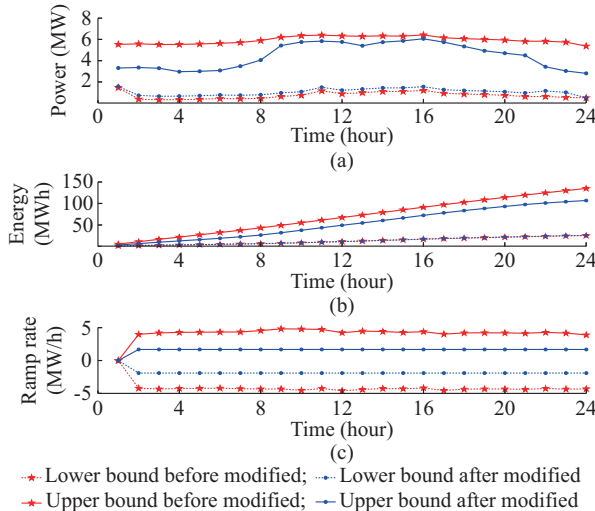 Power (MW)
8
6
4
2
0
4
8
12
16
20
24
Time (hour)
(a)
Energy
(MWh)
150
100
50
0
4
8
12
16
20
24
Time (hour)
(b)
Ramp rate
(MW/h)
5
0
-5
0
4
8
12
16
20
24
Time (hour)
(c)
Lower bound before modified; Lower bound after modified
Upper bound before modified; Upper bound after modified